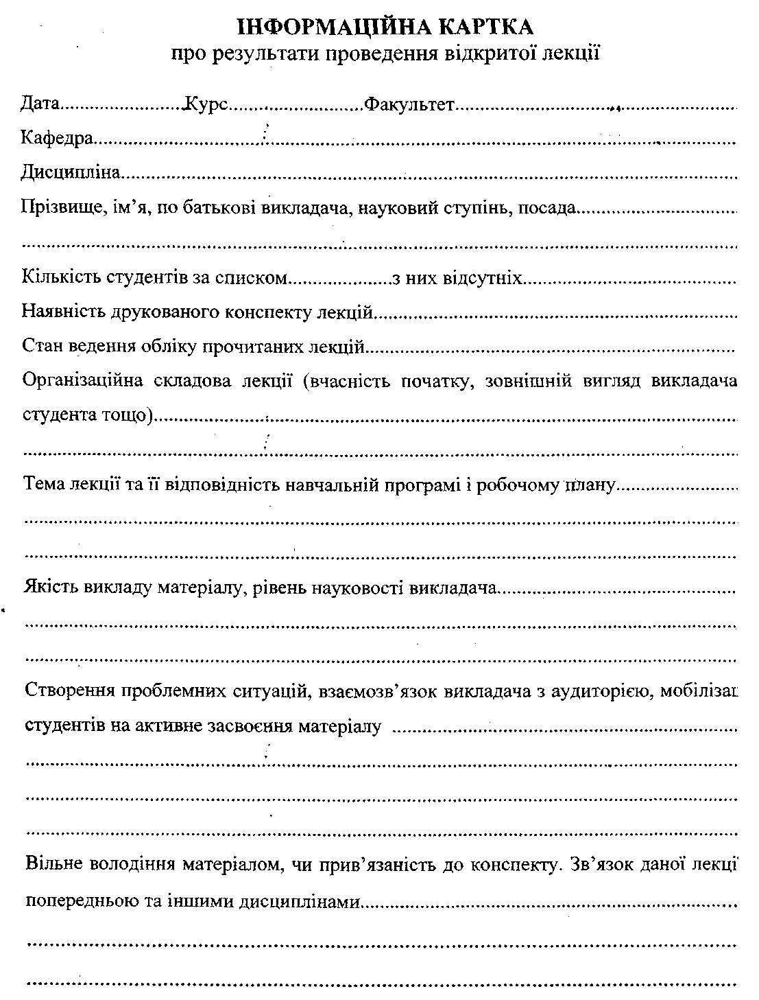 ІНФОРМАЦІЙНА КАРТКА
про результати проведення відкритої лекції
Дата........................Курс..........................Факультет......................................................
Кафедра.............................................................................................................................
Дисципліна........................................................................................................................
Прізвище, ім’я, по батькові викладача, науковий ступінь, посада................................
...........................................................................................................................................
Кількість студентів за списком....................з них відсутніх..........................................
Наявність друкованого конспекту лекцій.......................................................................
Стан ведення обліку прочитаних лекцій.........................................................................
Організаційна складова лекції (вчасність початку, зовнішній вигляд викладача
студента тощо)..................................................................................................................
...........................................................................................................................................
Тема лекції та її відповідність навчальній програмі і робочому плану........................
...........................................................................................................................................
...........................................................................................................................................
Якість викладу матеріалу, рівень науковості викладача...............................................
...........................................................................................................................................
...........................................................................................................................................
Створення проблемних ситуацій, взаємозв’язок викладача з аудиторією, мобілізац
студентів на активне засвоєння матеріалу ....................................................................
...........................................................................................................................................
...........................................................................................................................................
...........................................................................................................................................
Вільне володіння матеріалом, чи прив’язаність до конспекту. Зв’язок даної лекці
попередньою та іншими дисциплінами..........................................................................
...........................................................................................................................................
...........................................................................................................................................